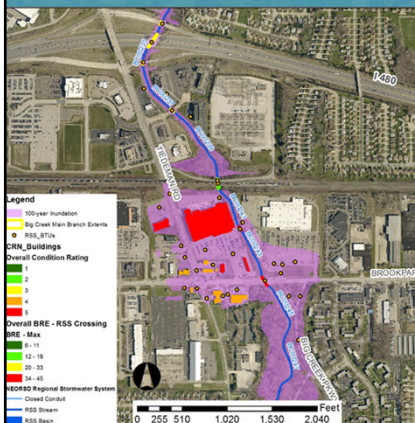 I 480
TIEDEMAN RD
Legend
100-year Inundation
Big Creek Main Branch Extents
RSS_BTUs
CRN_Buildings
Overall Condition Rating
1
2
3
4
5
Overall BRE - RSS Crossing
BRE - Max
6 - 11
12 - 19
20 - 33
34 - 45
NEORSD Regional Stormwater System
Closed Conduit
RSS Stream
RSS Basin
BROOKPAR
BIG CREEK PKWY
Feet
0 255 510 1,020 1,530 2,040